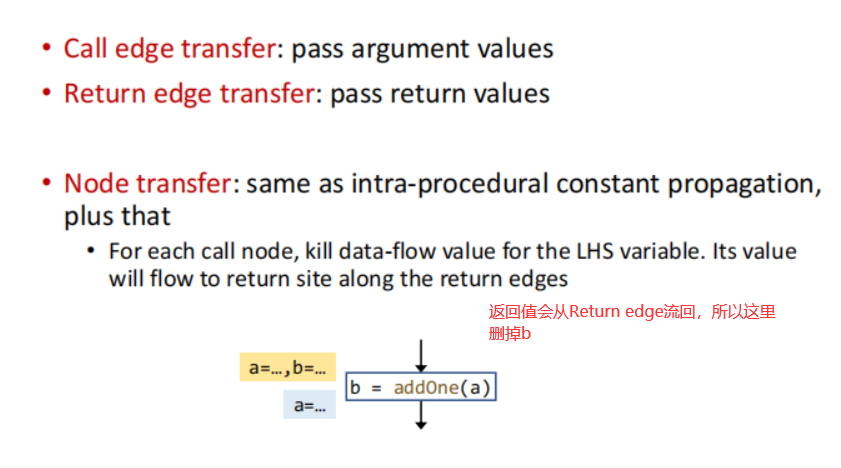 • Call edge transfer: pass argument values
• Return edge transfer: pass return values
• Node transfer: same as intra-procedural constant propagation,
plus that
• For each call node, kill data-flow value for the LHS variable. Its value
will flow to return site along the return edges
返回值会从Return edge流回，所以这里
删掉b
a=…,b=…
b = addOne(a)
a=…